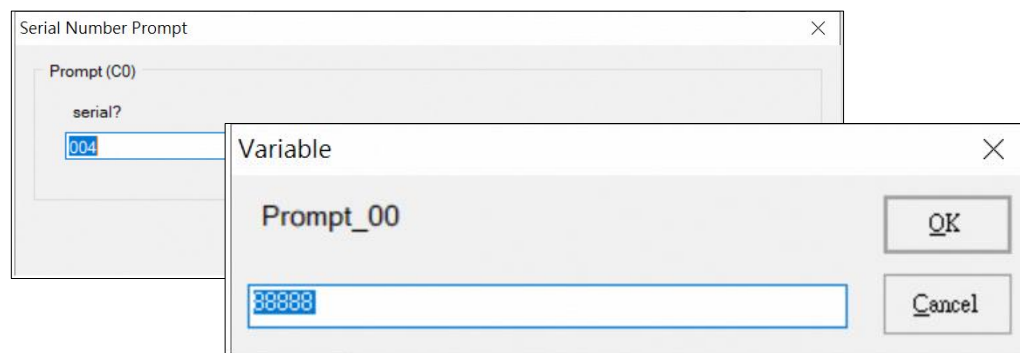 Serial Number Prompt
Prompt (C0)
serial?
004
Variable
Prompt_00
OK
88888
Cancel